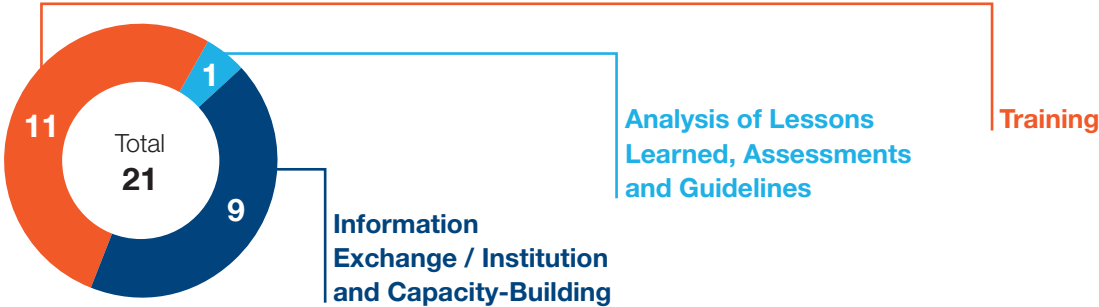 1
11
Total
21
9
Analysis of Lessons
Learned, Assessments
and Guidelines
Training
Information
Exchange / Institution
and Capacity-Building